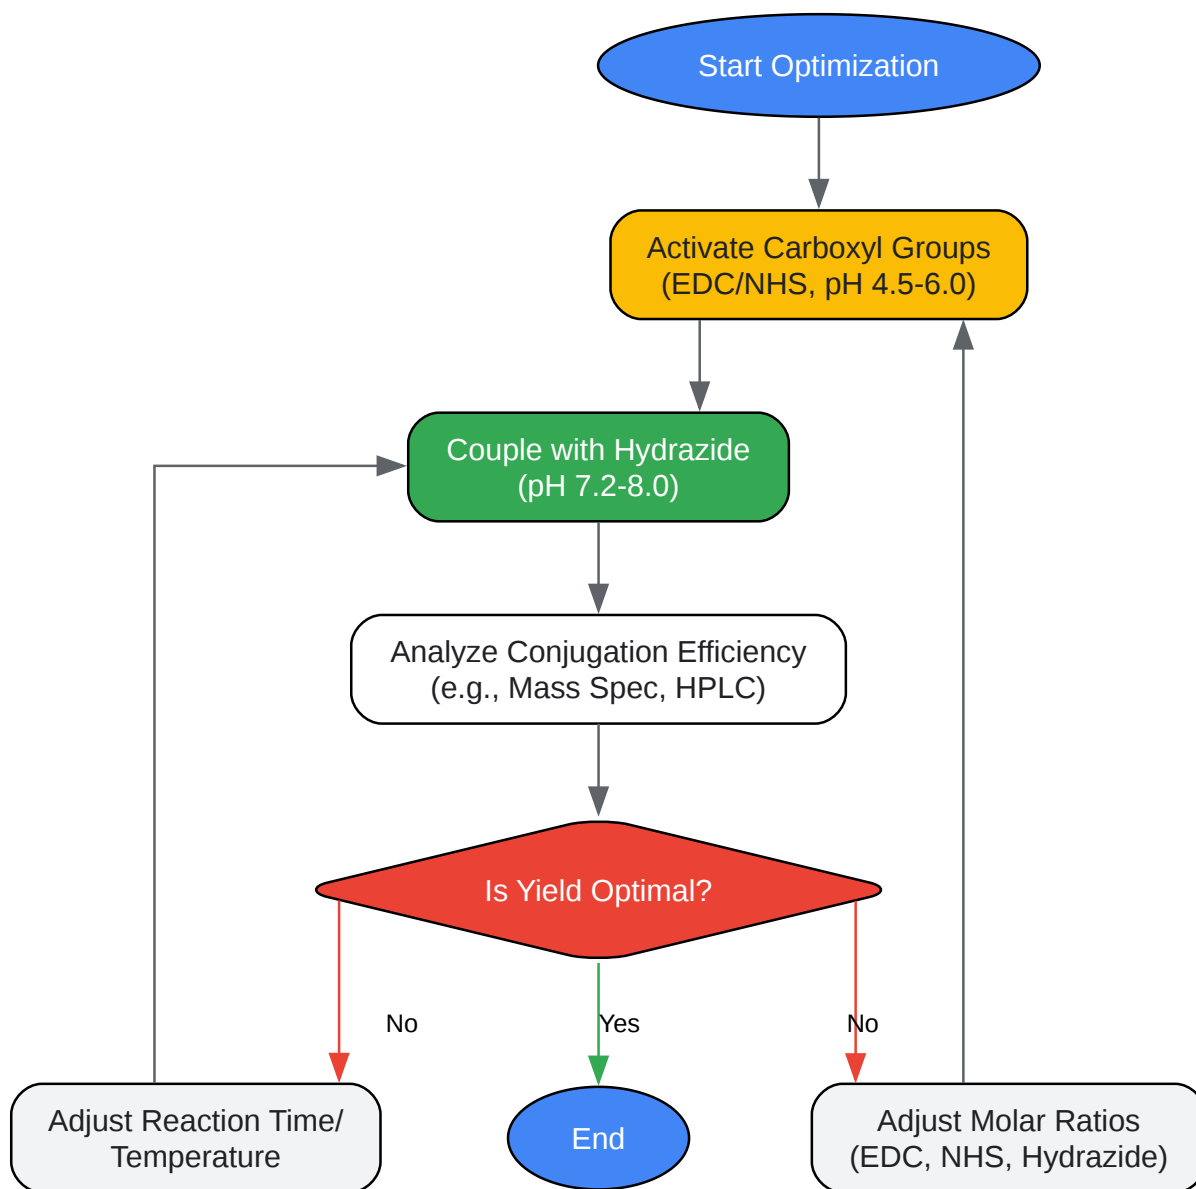 Start Optimization
Activate Carboxyl Groups
(EDC/NHS, pH 4.5-6.0)
Couple with Hydrazide
(pH 7.2-8.0)
Analyze Conjugation Efficiency
(e.g., Mass Spec, HPLC)
Is Yield Optimal?
No
Yes
No
Adjust Reaction Time/
Temperature
End
Adjust Molar Ratios
(EDC, NHS, Hydrazide)